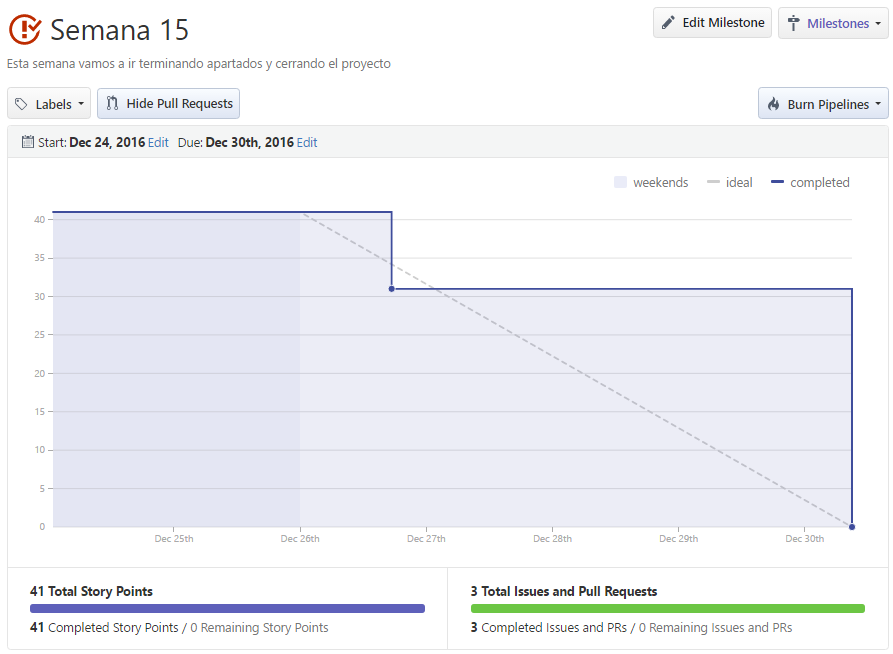 Semana 15
Edit Milestone
Milestones
Esta semana vamos a ir terminando apartados y cerrando el proyecto
Labels
Hide Pull Requests
Burn Pipelines
Start: Dec 24, 2016 Edit Due: Dec 30th, 2016 Edit
weekends
ideal
completed
40
35
30
25
20
15
10
5
0
Dec 25th
Dec 26th
Dec 27th
Dec 28th
Dec 29th
Dec 30th
41 Total Story Points
41 Completed Story Points / 0 Remaining Story Points
3 Total Issues and Pull Requests
3 Completed Issues and PRs / 0 Remaining Issues and PRs